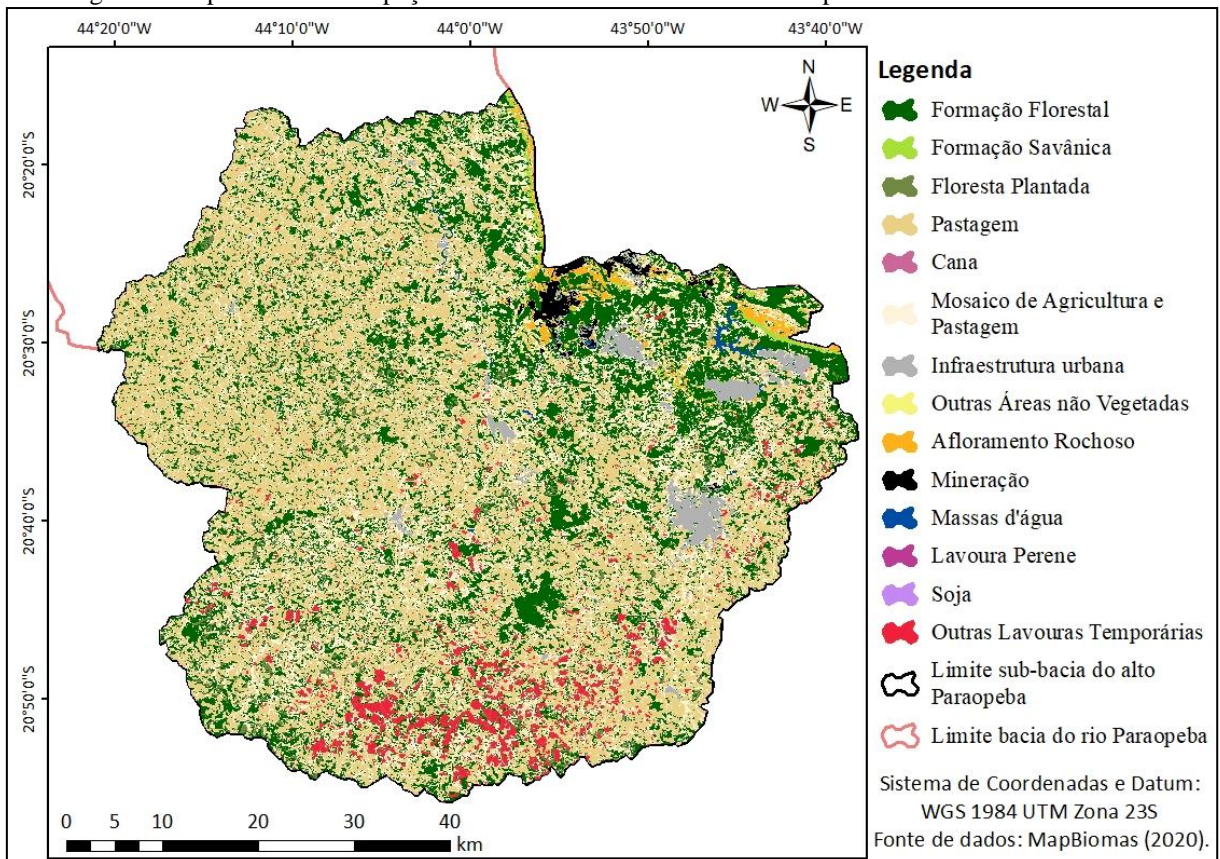 44°20'0"W 44°10'0"W 44°0'0"W 43°50'0"W 43°40'0"W
20°20'0"S
20°30'0"S
20°40'0"S
20°50'0"S
N
W E
S
0 5 10 20 30 40
km
Legenda
Formação Florestal
Formação Savânica
Floresta Plantada
Pastagem
Cana
Mosaico de Agricultura e
Pastagem
Infraestrutura urbana
Outras Áreas não Vegetadas
Afloramento Rochoso
Mineração
Massas d'água
Lavoura Perene
Soja
Outras Lavouras Temporárias
Limite sub-bacia do alto
Paraopeba
Limite bacia do rio Paraopeba
Sistema de Coordenadas e Datum:
WGS 1984 UTM Zona 23S
Fonte de dados: MapBiomas (2020).